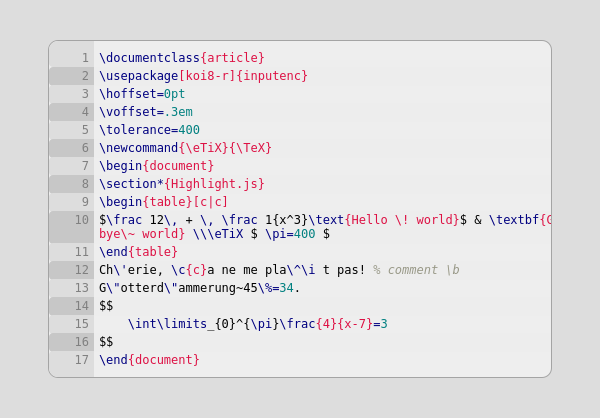 1 \documentclass{article}
2 \usepackage[koi8-r]{inputenc}
3 \hoffset=0pt
4 \voffset=.3em
5 \tolerance=400
6 \newcommand{\eTiX}{\TeX}
7 \begin{document}
8 \section*{Highlight.js}
9 \begin{table}[c|c]
10 $\frac 12\, + \, \frac 1{x^3}\text{Hello \! world}$ & \textbf{
bye\~ world} \\\eTiX $ \pi=400 $
11 \end{table}
12 Ch\'erie, \c{c}a ne me pla\^\i t pas! % comment \b
13 G\"otterd\"ammerung~45\%=34.
14 $$
15 \int\limits_{0}^{\pi}\frac{4}{x-7}=3
16 $$
17 \end{document}